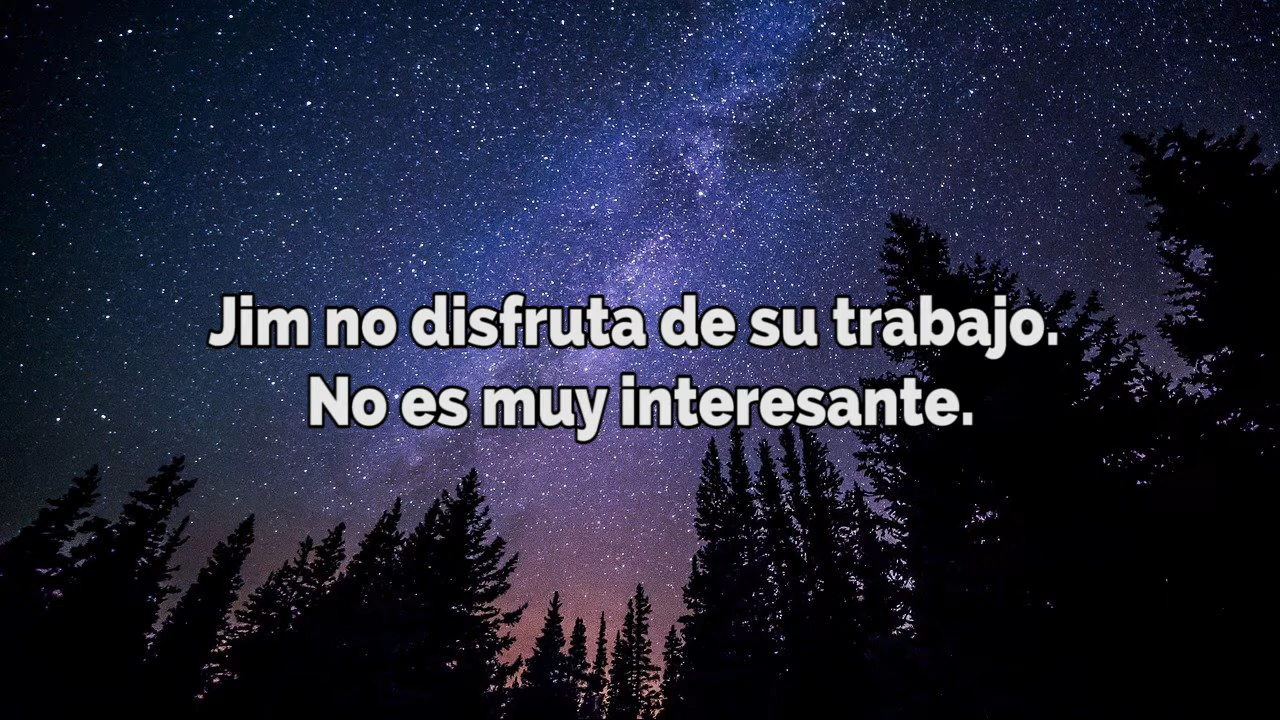 Jim no disfruta de su trabajo.
No es muy interesante.